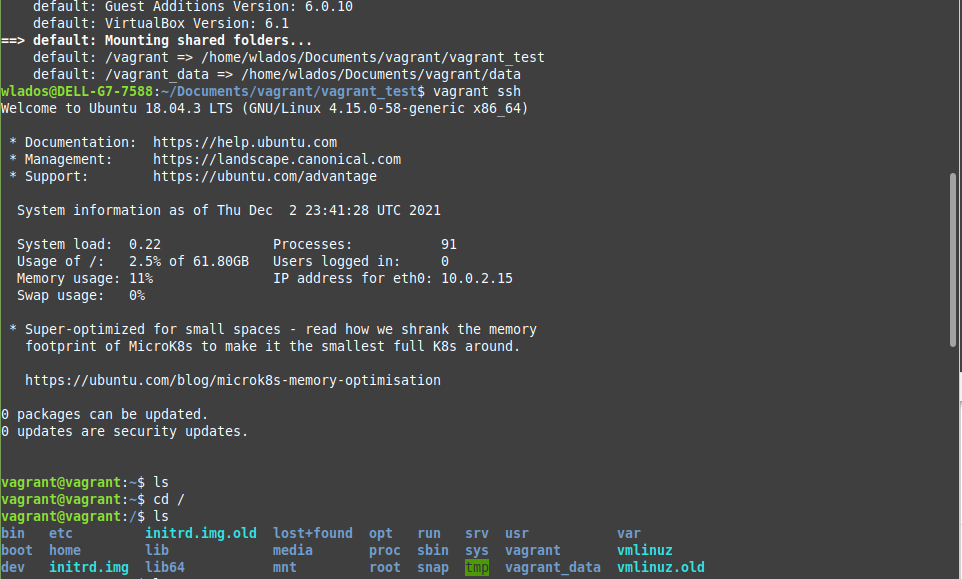 default: Guest Additions Version: 6.0.10
default: VirtualBox Version: 6.1
==> default: Mounting shared folders...
default: /vagrant => /home/wlados/Documents/vagrant/vagrant_test
default: /vagrant_data => /home/wlados/Documents/vagrant/data
wlados@DELL-G7-7588:~/Documents/vagrant/vagrant_test$ vagrant ssh
Welcome to Ubuntu 18.04.3 LTS (GNU/Linux 4.15.0-58-generic x86_64)
* Documentation:  https://help.ubuntu.com
* Management:     https://landscape.canonical.com
* Support:        https://ubuntu.com/advantage
System information as of Thu Dec  2 23:41:28 UTC 2021
System load:  0.22              Processes:           91
Usage of /:   2.5% of 61.80GB   Users logged in:     0
Memory usage: 11%               IP address for eth0: 10.0.2.15
Swap usage:   0%
* Super-optimized for small spaces - read how we shrank the memory
footprint of MicroK8s to make it the smallest full K8s around.
https://ubuntu.com/blog/microk8s-memory-optimisation
0 packages can be updated.
0 updates are security updates.
vagrant@vagrant:~$ ls
vagrant@vagrant:~$ cd /
vagrant@vagrant:/$ ls
bin   etc         initrd.img.old  lost+found  opt   run   srv  usr           var
boot  home        lib             media       proc  sbin  sys  vagrant       vmlinuz
dev   initrd.img  lib64           mnt         root  snap  tmp  vagrant_data  vmlinuz.old